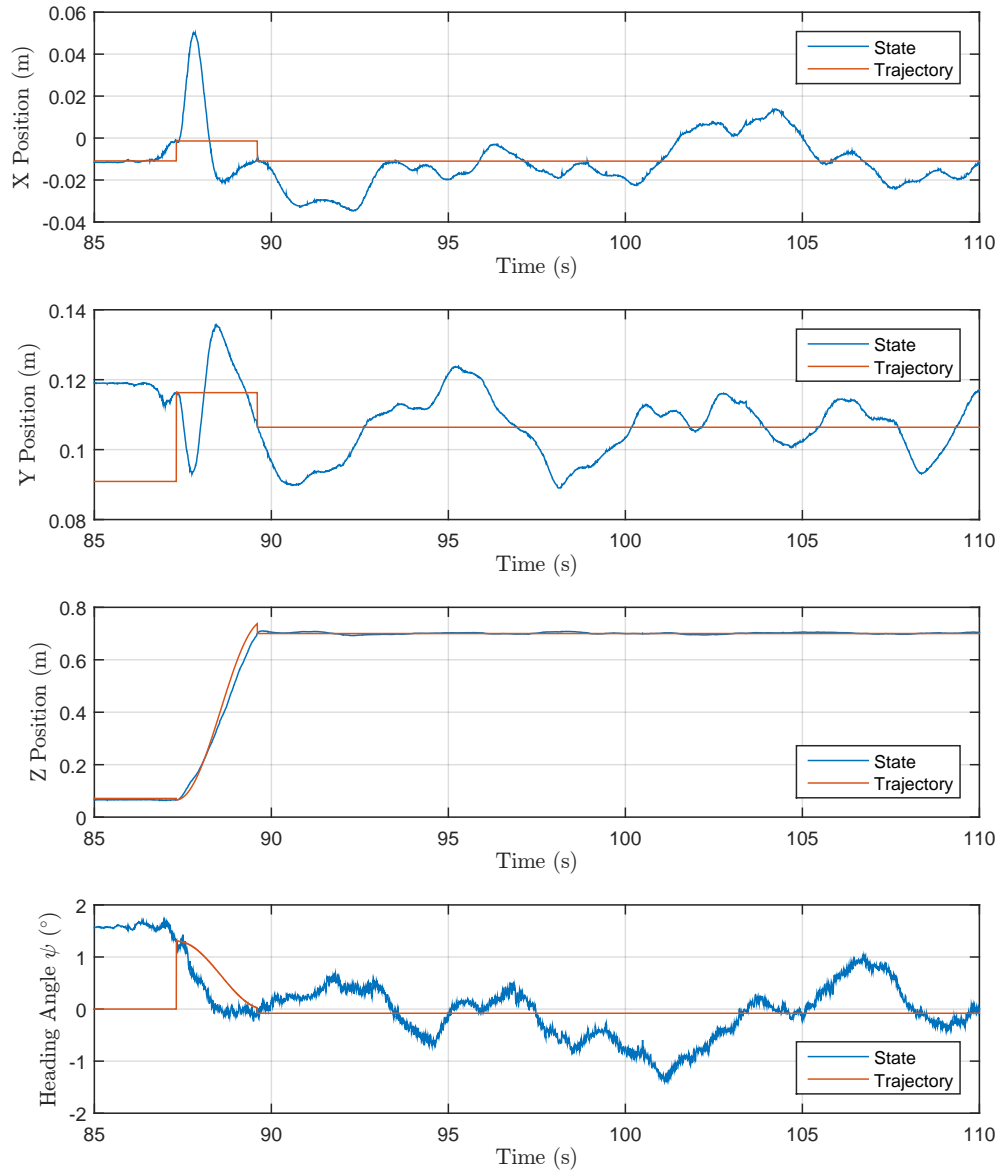 0.06
0.04
0.02
0
-0.02
-0.04
X Position (m)
State
Trajectory
85 90 95 100 105 110
Time (s)
0.14
0.12
0.1
0.08
Y Position (m)
State
Trajectory
85 90 95 100 105 110
Time (s)
0.8
0.6
0.4
0.2
0
Z Position (m)
State
Trajectory
85 90 95 100 105 110
Time (s)
2
1
0
-1
-2
Heading Angle ψ (°)
State
Trajectory
85 90 95 100 105 110
Time (s)